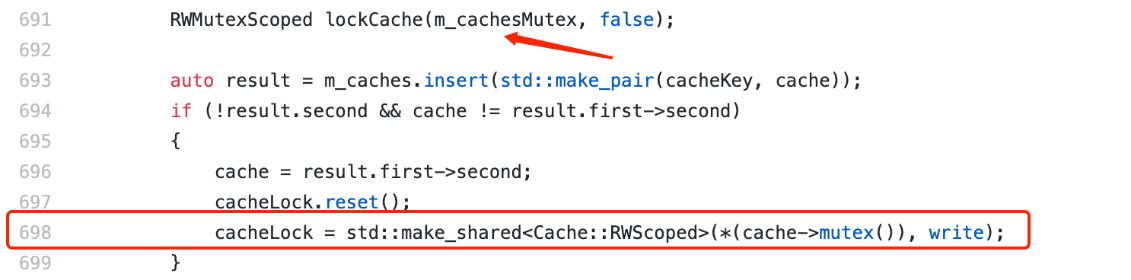 691 RWMutexScoped lockCache(m_cachesMutex, false);
692
693 auto result = m_caches.insert(std::make_pair(cacheKey, cache));
694 if (!result.second && cache != result.first->second)
695 {
696 cache = result.first->second;
697 cacheLock.reset();
698 cacheLock = std::make_shared<Cache::RWScoped>(*(cache->mutex()), write);
699 }